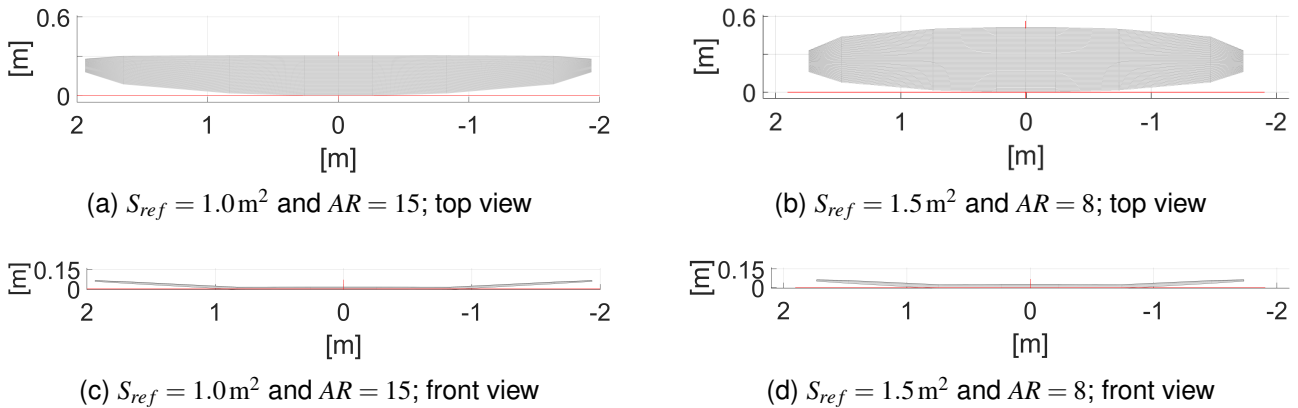 0.6
[m]
0
2 1 0 -1 -2
[m]
(a) S_ref = 1.0 m² and AR = 15; top view
0.6
[m]
0
2 1 0 -1 -2
[m]
(b) S_ref = 1.5 m² and AR = 8; top view
0.15
[m]
0
2 1 0 -1 -2
[m]
(c) S_ref = 1.0 m² and AR = 15; front view
0.15
[m]
0
2 1 0 -1 -2
[m]
(d) S_ref = 1.5 m² and AR = 8; front view